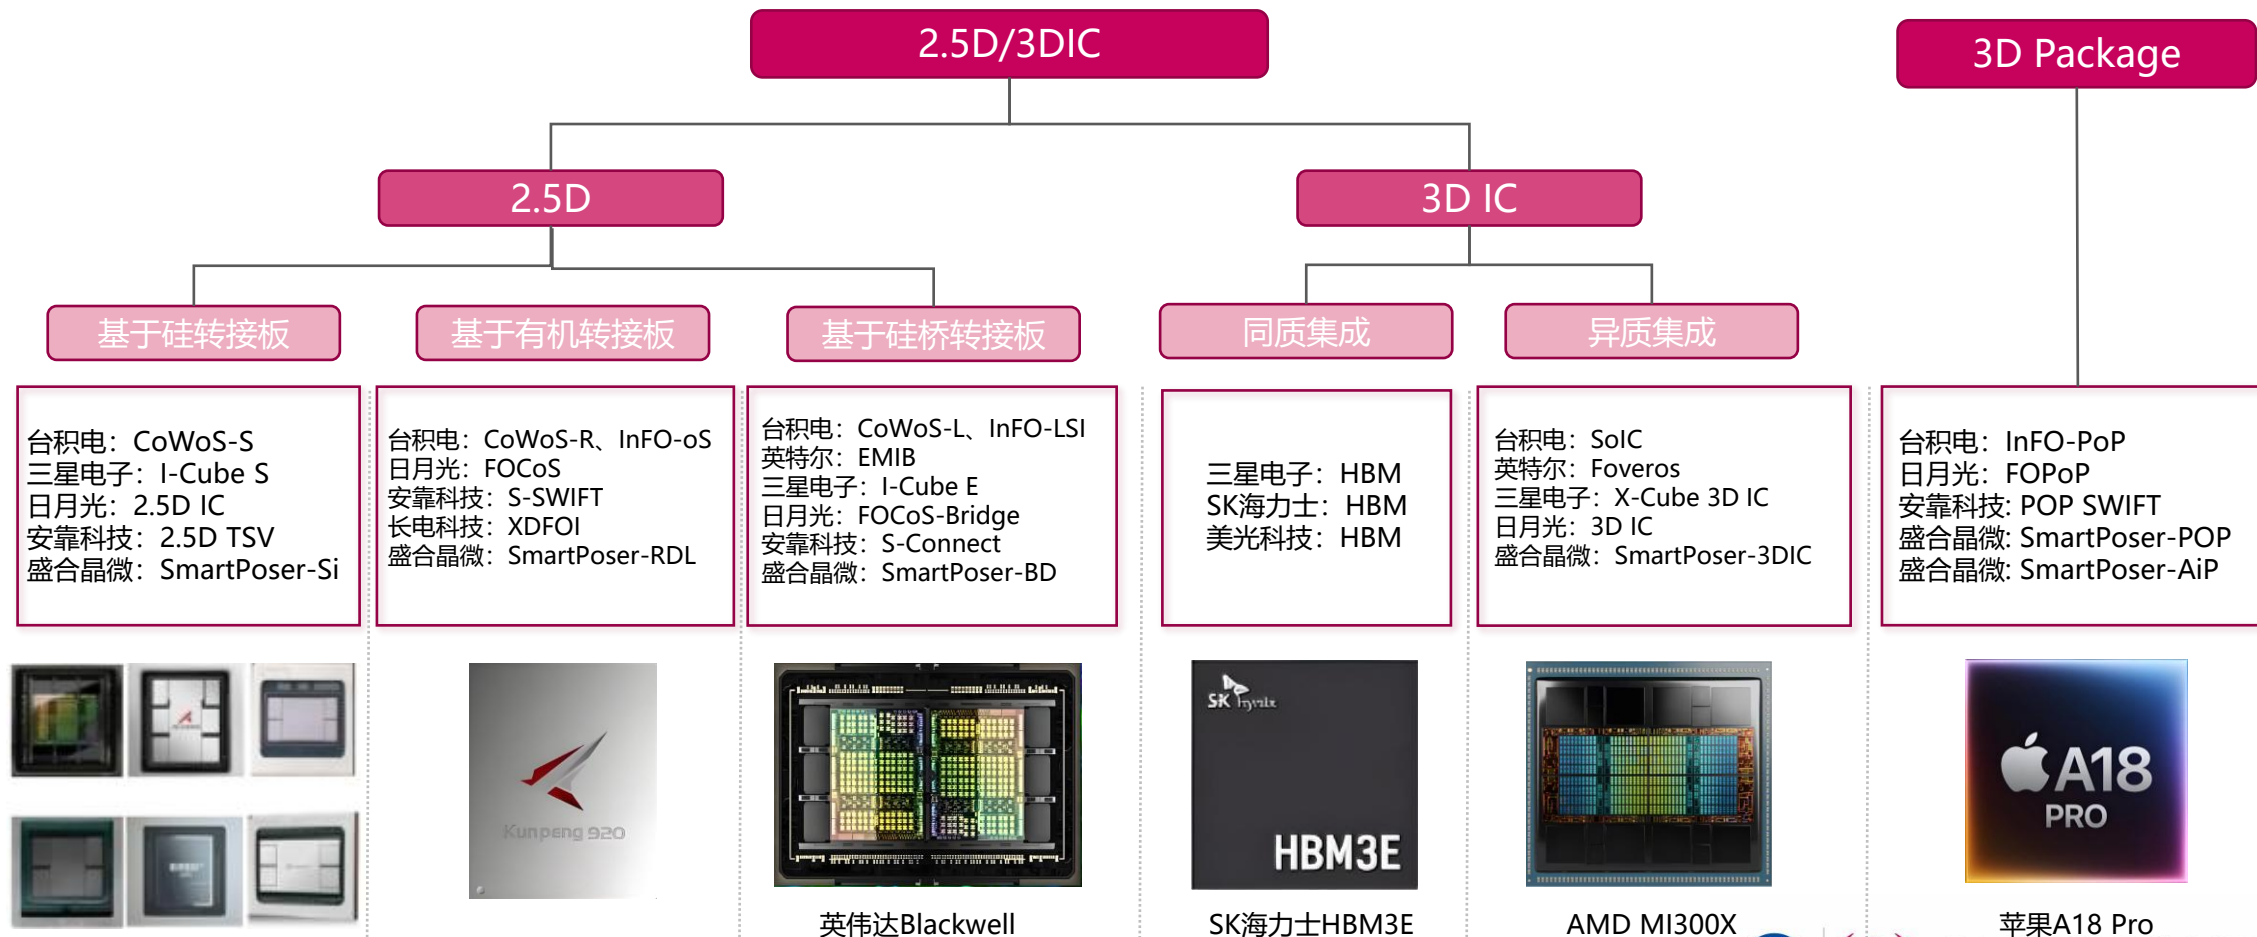 2.5D/3DIC
3D Package
2.5D
3D IC
基于硅转接板
基于有机转接板
基于硅桥转接板
同质集成
异质集成
台积电：CoWoS-S
三星电子：I-Cube S
日月光：2.5D IC
安靠科技：2.5D TSV
盛合晶微：SmartPoser-Si
台积电：CoWoS-R、InFO-oS
日月光：FOCoS
安靠科技：S-SWIFT
长电科技：XDFOI
盛合晶微：SmartPoser-RDL
台积电：CoWoS-L、InFO-LSI
英特尔：EMIB
三星电子：I-Cube E
日月光：FOCoS-Bridge
安靠科技：S-Connect
盛合晶微：SmartPoser-BD
三星电子：HBM
SK海力士：HBM
美光科技：HBM
台积电：SoIC
英特尔：Foveros
三星电子：X-Cube 3D IC
日月光：3D IC
盛合晶微：SmartPoser-3DIC
台积电：InFO-PoP
日月光：FOPoP
安靠科技: POP SWIFT
盛合晶微: SmartPoser-POP
盛合晶微: SmartPoser-AiP
Kunpeng 920
SK hynix
HBM3E
A18
PRO
英伟达Blackwell
SK海力士HBM3E
AMD MI300X
苹果A18 Pro